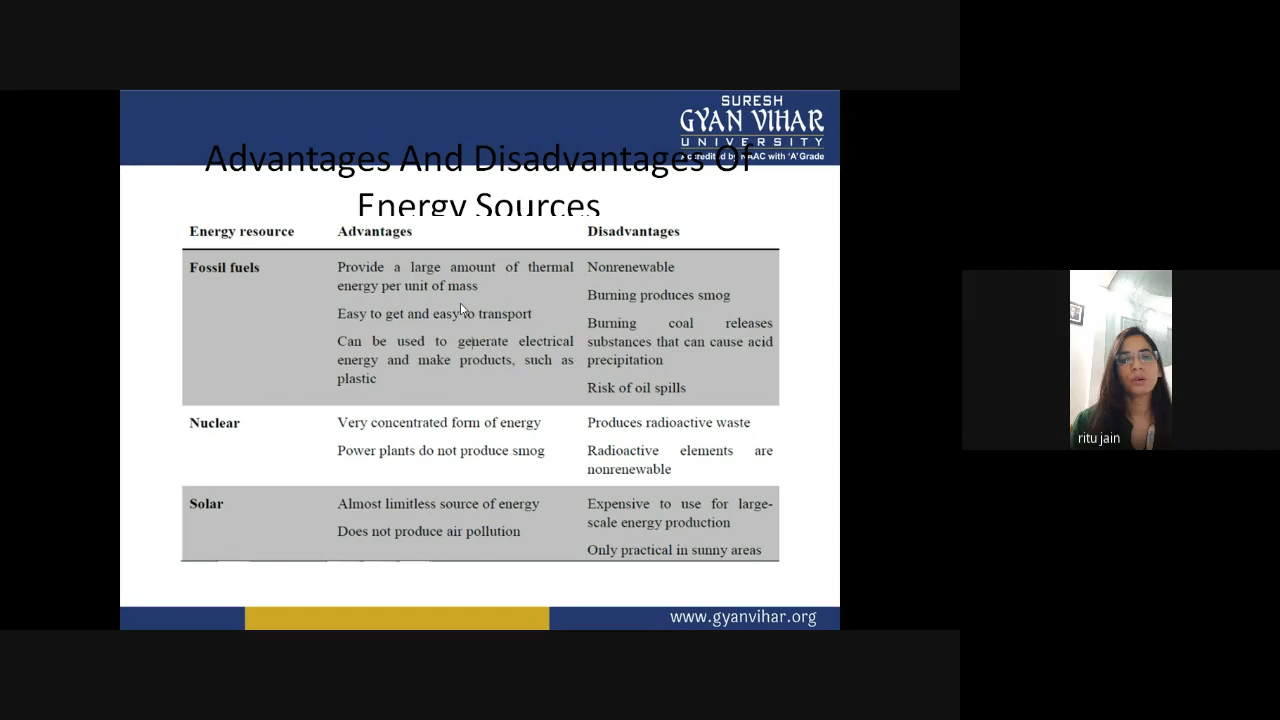 SURESH
GYAN VIHAR
UNIVERSITY
Accredited by NAAC with 'A' Grade
Advantages And Disadvantages Of
Energy Sources
Energy resource Advantages Disadvantages
Fossil fuels Provide a large amount of thermal Nonrenewable
energy per unit of mass
Burning produces smog
Easy to get and easy to transport
Burning coal releases
Can be used to generate electrical substances that can cause acid
energy and make products, such as precipitation
plastic
Risk of oil spills
Nuclear Very concentrated form of energy Produces radioactive waste
Power plants do not produce smog Radioactive elements are
nonrenewable
Solar Almost limitless source of energy Expensive to use for large-
scale energy production
Does not produce air pollution
Only practical in sunny areas
www.gyanvihar.org
ritu jain